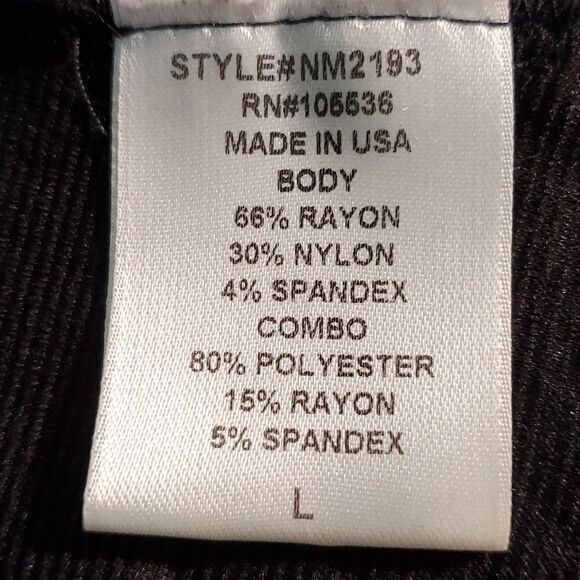 STYLE#NM2193
RN#105536
MADE IN USA
BODY
66% RAYON
30% NYLON
4% SPANDEX
COMBO
80% POLYESTER
15% RAYON
5% SPANDEX
L